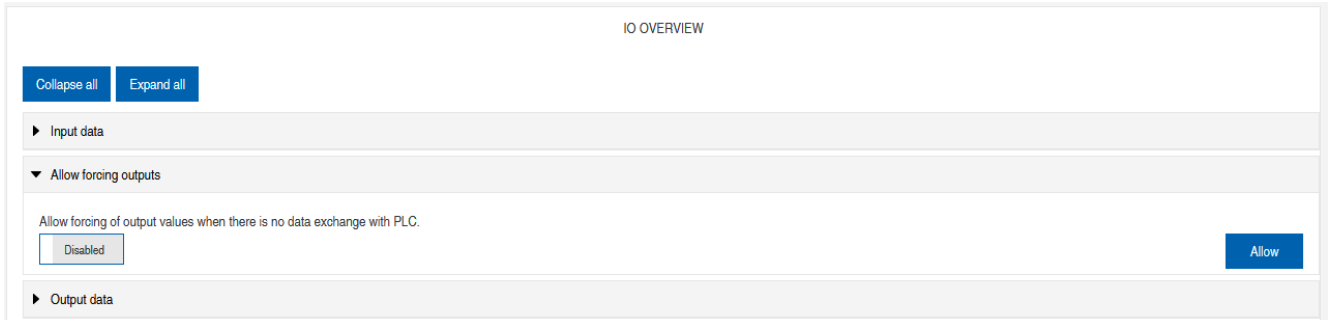 IO OVERVIEW
Collapse all Expand all
Input data
Allow forcing outputs
Allow forcing of output values when there is no data exchange with PLC.
Disabled Allow
Output data